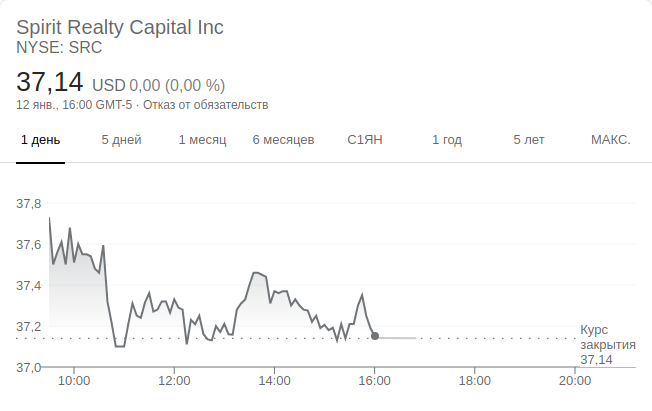 Spirit Realty Capital Inc
NYSE: SRC
37,14 USD 0,00 (0,00 %)
12 янв., 16:00 GMT-5 · Отказ от обязательств
1 день 5 дней 1 месяц 6 месяцев С1ЯН 1 год 5 лет МАКС.
37,8
37,6
37,4
37,2
37,0
Курс
закрытия
37,14
10:00 12:00 14:00 16:00 18:00 20:00